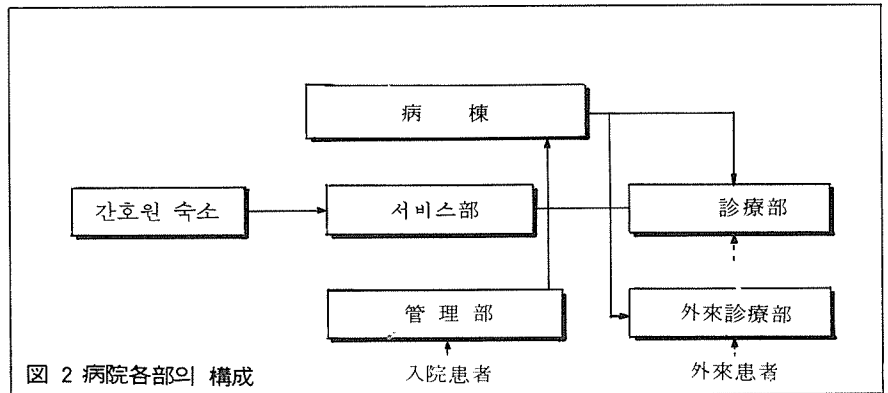 病 棟
간호원 숙소
서비스部
診療部
管理部
外來診療部
入院患者
外來患者
図 2 病院各部의 構成